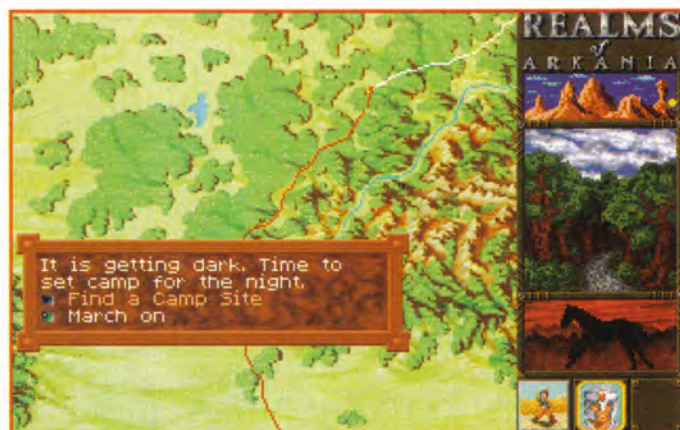 REALMS
of
ARKANIA
It is getting dark. Time to
set camp for the night.
Find a Camp Site
March on